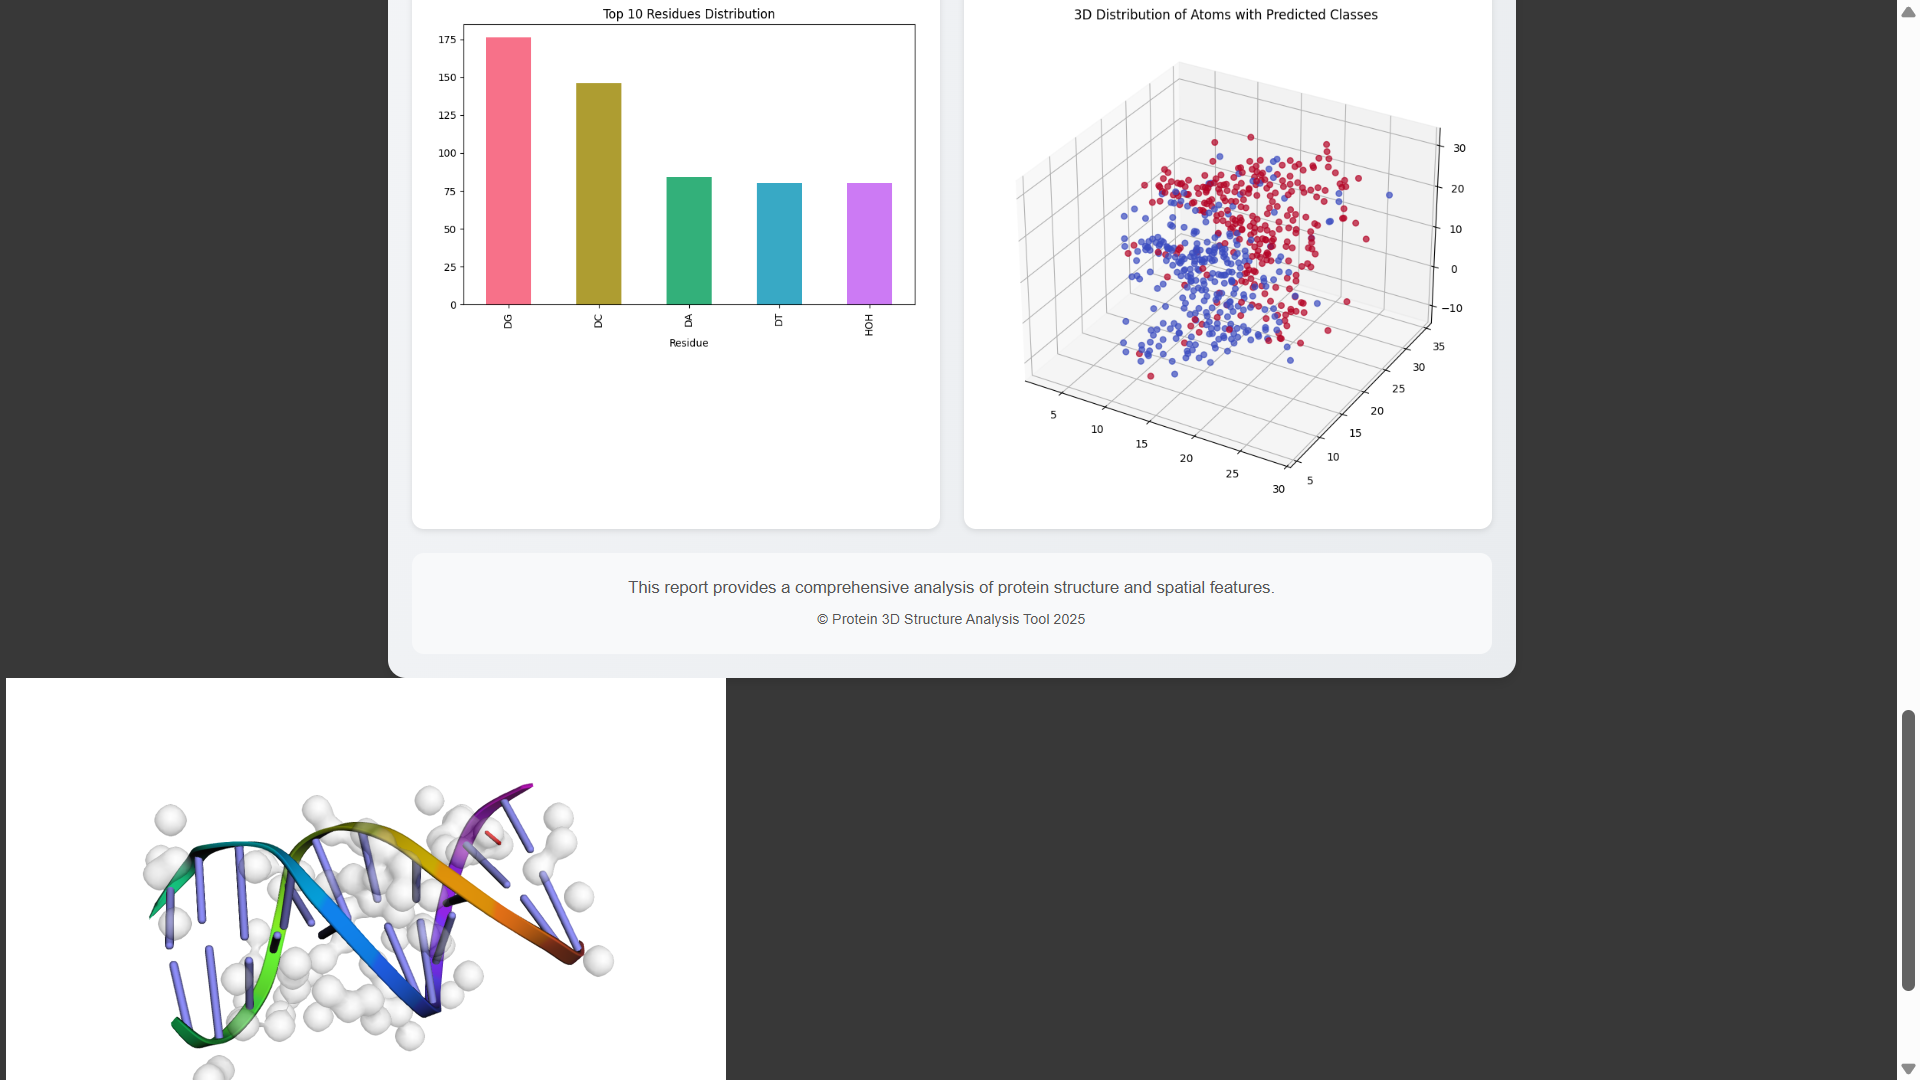 Top 10 Residues Distribution
175
150
125
100
75
50
25
0
DG
DC
DA
DT
HOH
Residue
3D Distribution of Atoms with Predicted Classes
30
20
10
0
−10
35
30
25
20
15
10
5
5
10
15
20
25
30
This report provides a comprehensive analysis of protein structure and spatial features.
© Protein 3D Structure Analysis Tool 2025